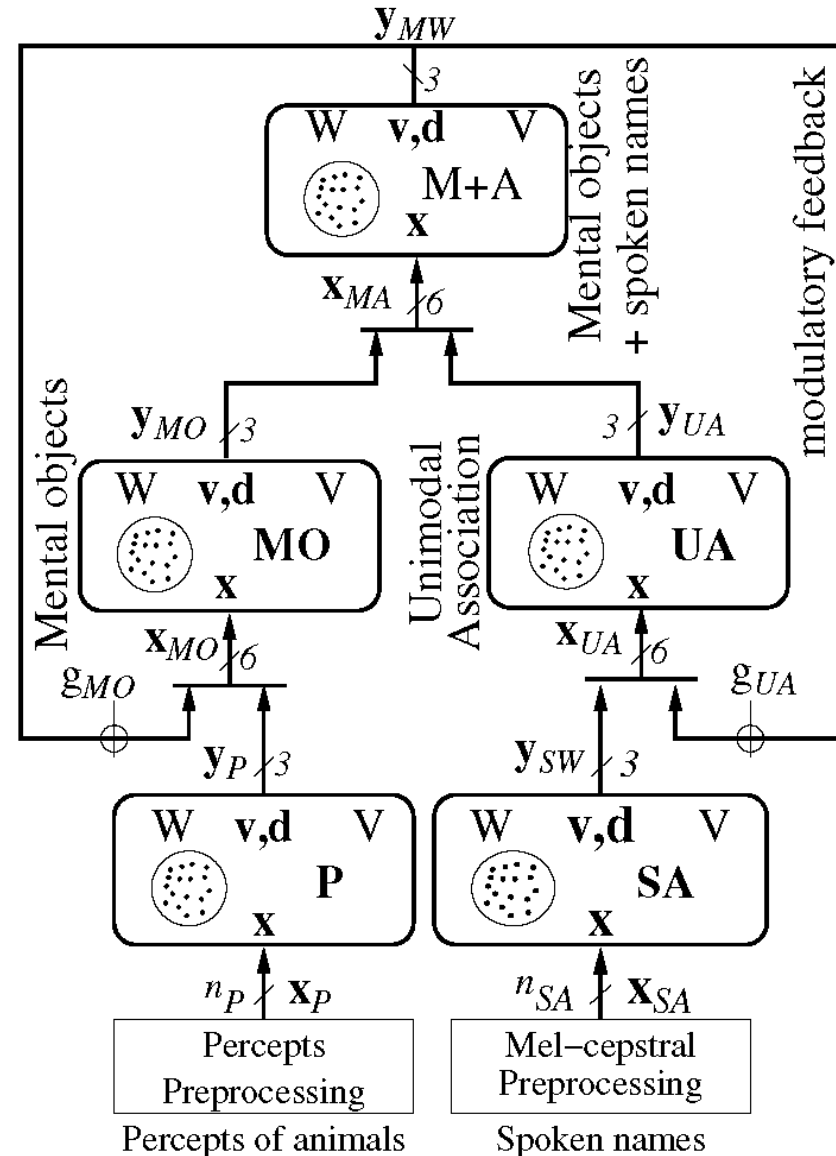 y_MW
3
W v,d V
M+A
x
Mental objects
+ spoken names
modulatory feedback
x_MA 6
y_MO 3
3 y_UA
Mental objects
W v,d V
MO
x
Unimodal
Association
W v,d V
UA
x
x_MO 6
x_UA 6
g_MO
g_UA
y_P 3
y_SW 3
W v,d V
P
x
W v,d V
SA
x
n_P x_P
n_SA x_SA
Percepts
Preprocessing
Mel–cepstral
Preprocessing
Percepts of animals
Spoken names